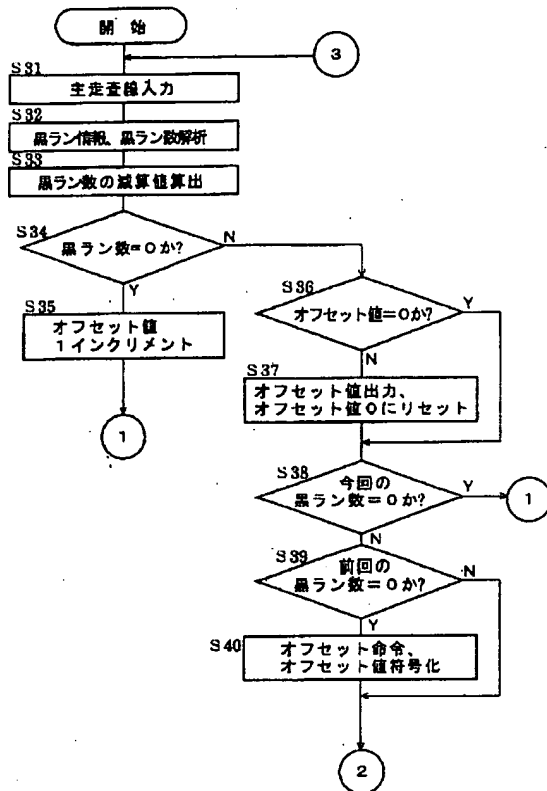 開始
3
S31
主走査線入力
S32
黒ラン情報、黒ラン数解析
S33
黒ラン数の減算値算出
S34
黒ラン数=0か?
N
Y
S35
オフセット値
1インクリメント
1
S36
オフセット値=0か?
Y
N
S37
オフセット値出力、
オフセット値0にリセット
S38
今回の
黒ラン数=0か?
Y
1
N
S39
前回の
黒ラン数=0か?
N
Y
S40
オフセット命令、
オフセット値符号化
2